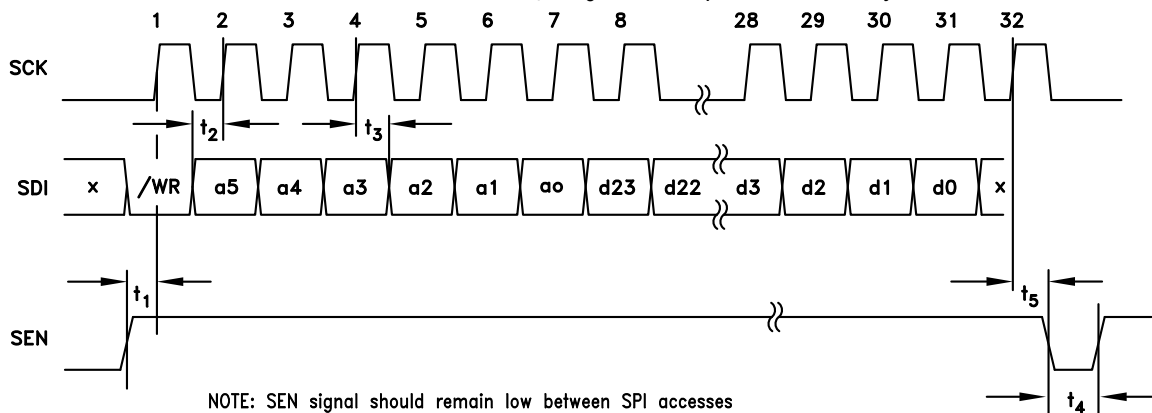 1 2 3 4 5 6 7 8 28 29 30 31 32
SCK
t2 t3
SDI x /WR a5 a4 a3 a2 a1 ao d23 d22 d3 d2 d1 d0 x
t1 t5
SEN
NOTE: SEN signal should remain low between SPI accesses
t4